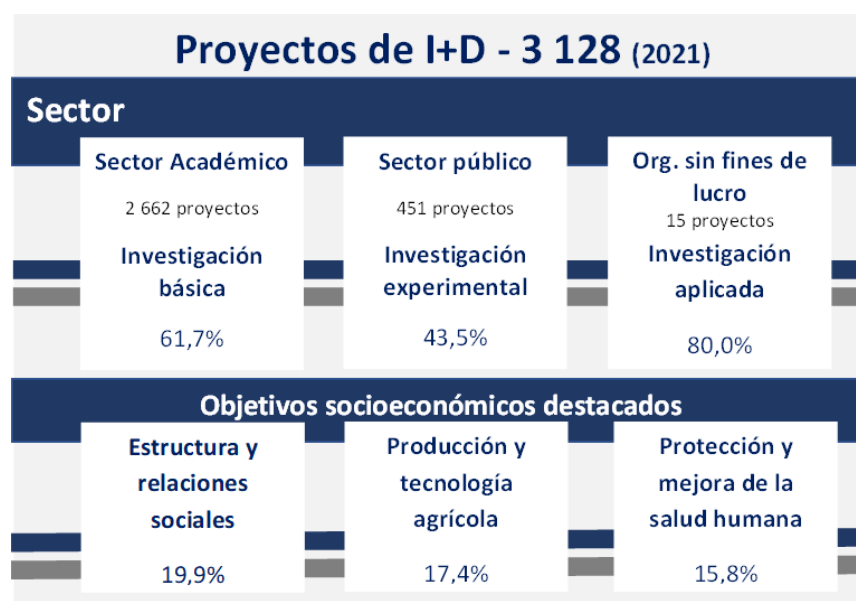 Proyectos de I+D - 3 128 (2021)
Sector
Sector Académico
2 662 proyectos
Investigación
básica
61,7%
Sector público
451 proyectos
Investigación
experimental
43,5%
Org. sin fines de
lucro
15 proyectos
Investigación
aplicada
80,0%
Objetivos socioeconómicos destacados
Estructura y
relaciones
sociales
19,9%
Producción y
tecnología
agrícola
17,4%
Protección y
mejora de la
salud humana
15,8%